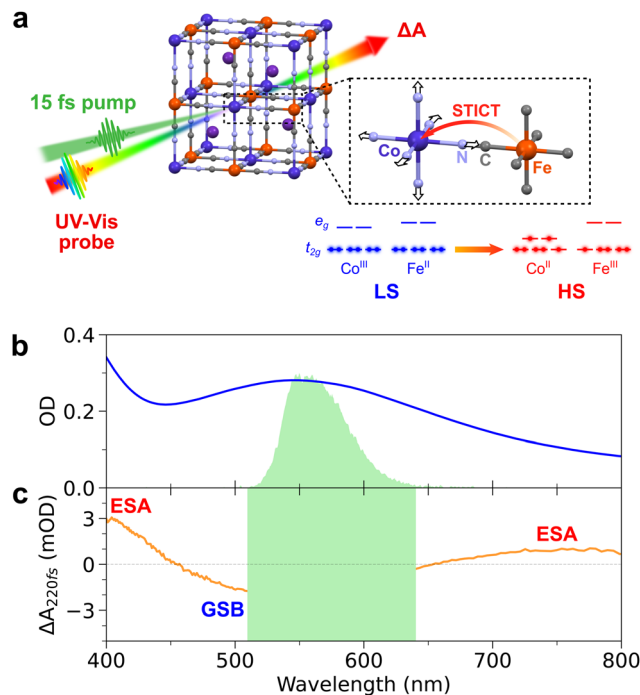 a
ΔA
15 fs pump
UV-Vis
probe
STICT
Co
N
C
Fe
e_g
t_2g
Co^III
Fe^II
Co^II
Fe^III
LS
HS
b
OD
0.4
0.2
0.0
c
ΔA_220fs (mOD)
3
0
−3
ESA
GSB
ESA
400
500
600
700
800
Wavelength (nm)